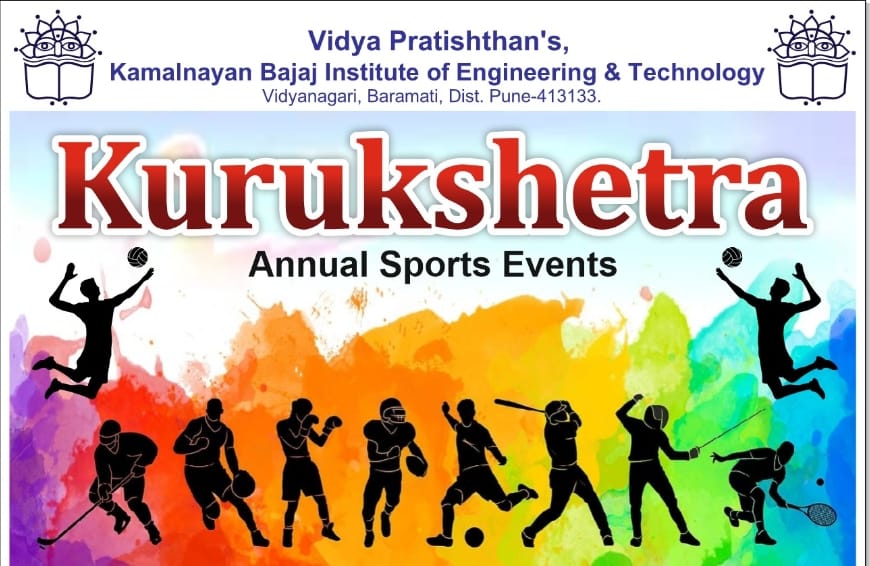 Vidya Pratishthan's,
Kamalnayan Bajaj Institute of Engineering & Technology
Vidyanagari, Baramati, Dist. Pune-413133.
Kurukshetra
Annual Sports Events